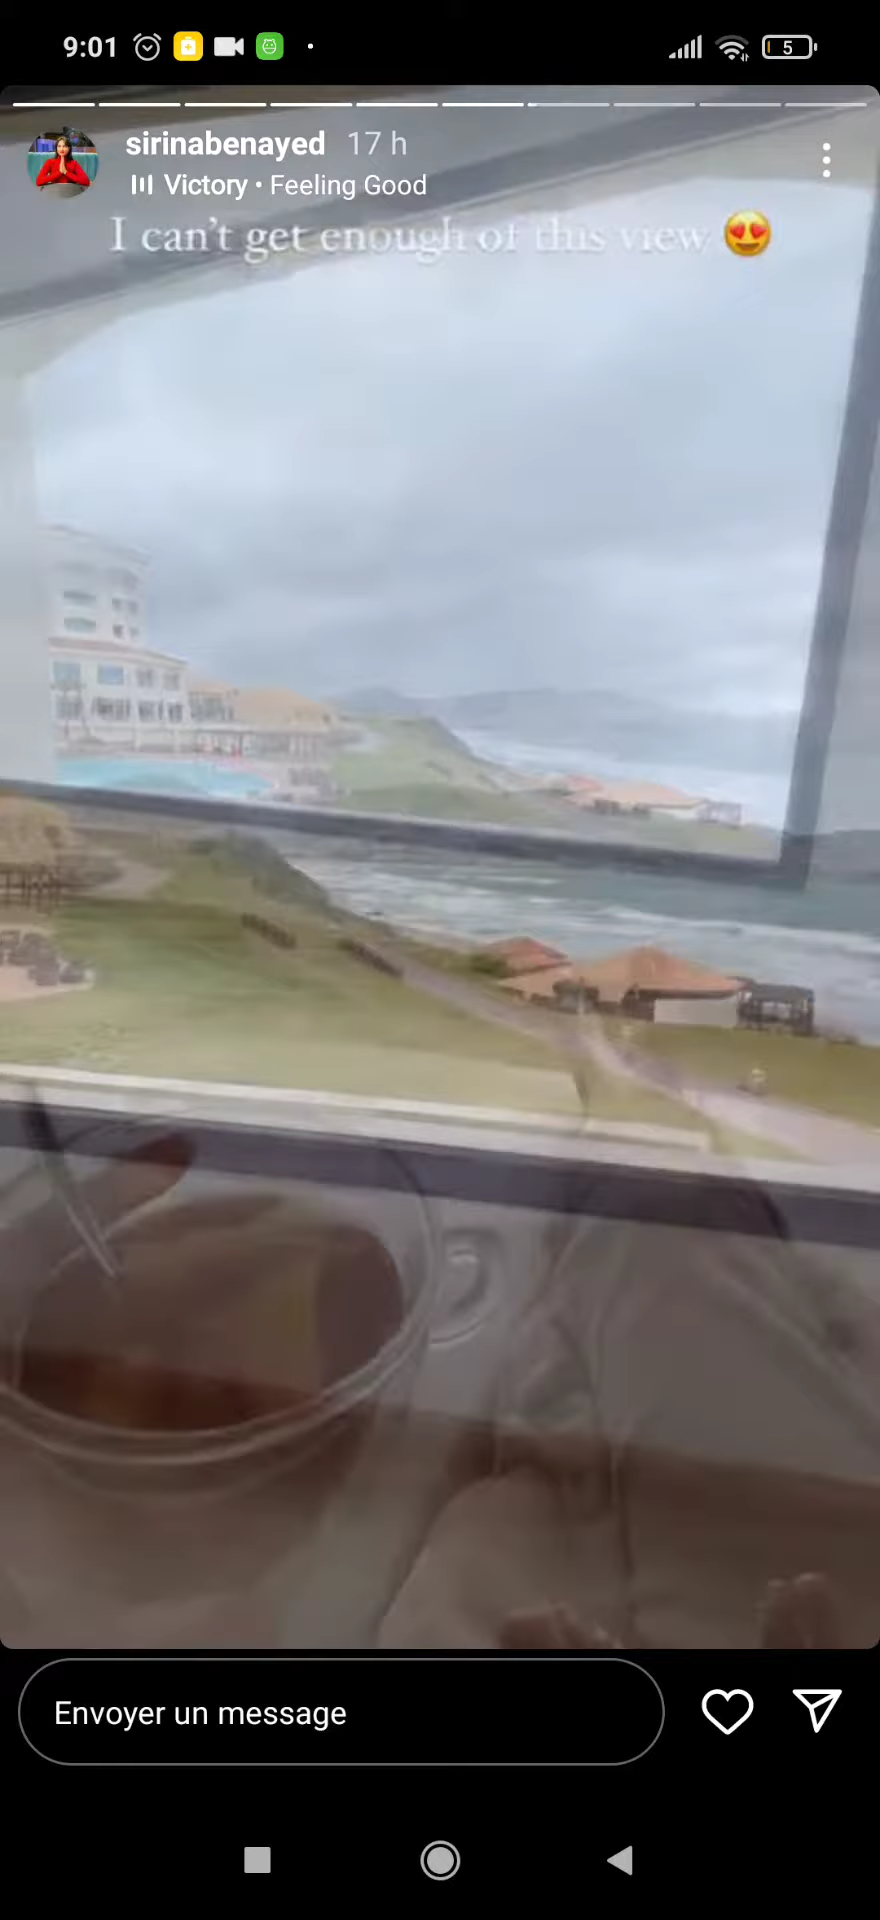 9:01
5
sirinabenayed 17 h
Victory • Feeling Good
I can't get enough of this view 😍
Envoyer un message